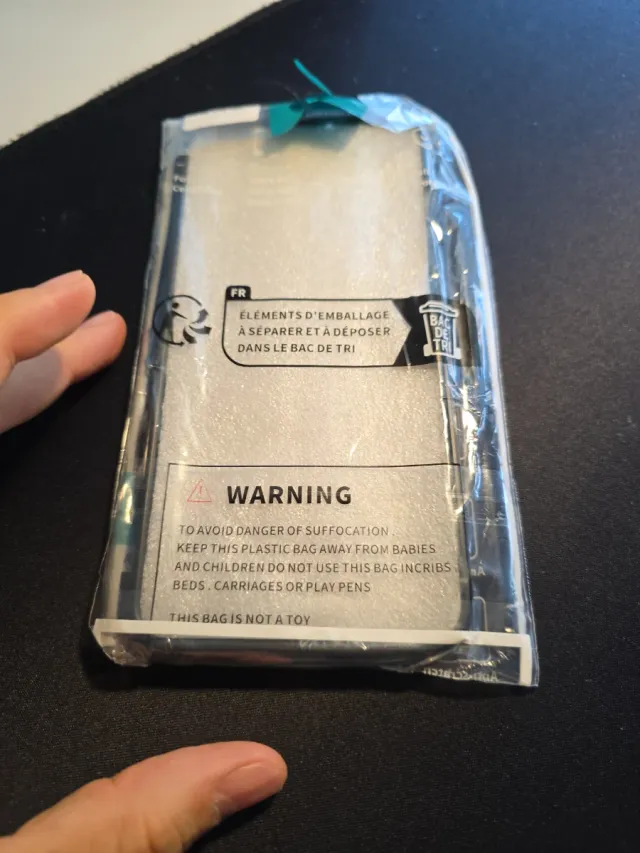 FR
ÉLÉMENTS D'EMBALLAGE
À SÉPARER ET À DÉPOSER
DANS LE BAC DE TRI
BAC
DE
TRI
WARNING
TO AVOID DANGER OF SUFFOCATION.
KEEP THIS PLASTIC BAG AWAY FROM BABIES
AND CHILDREN DO NOT USE THIS BAG INCRIBS
BEDS. CARRIAGES OR PLAY PENS
THIS BAG IS NOT A TOY